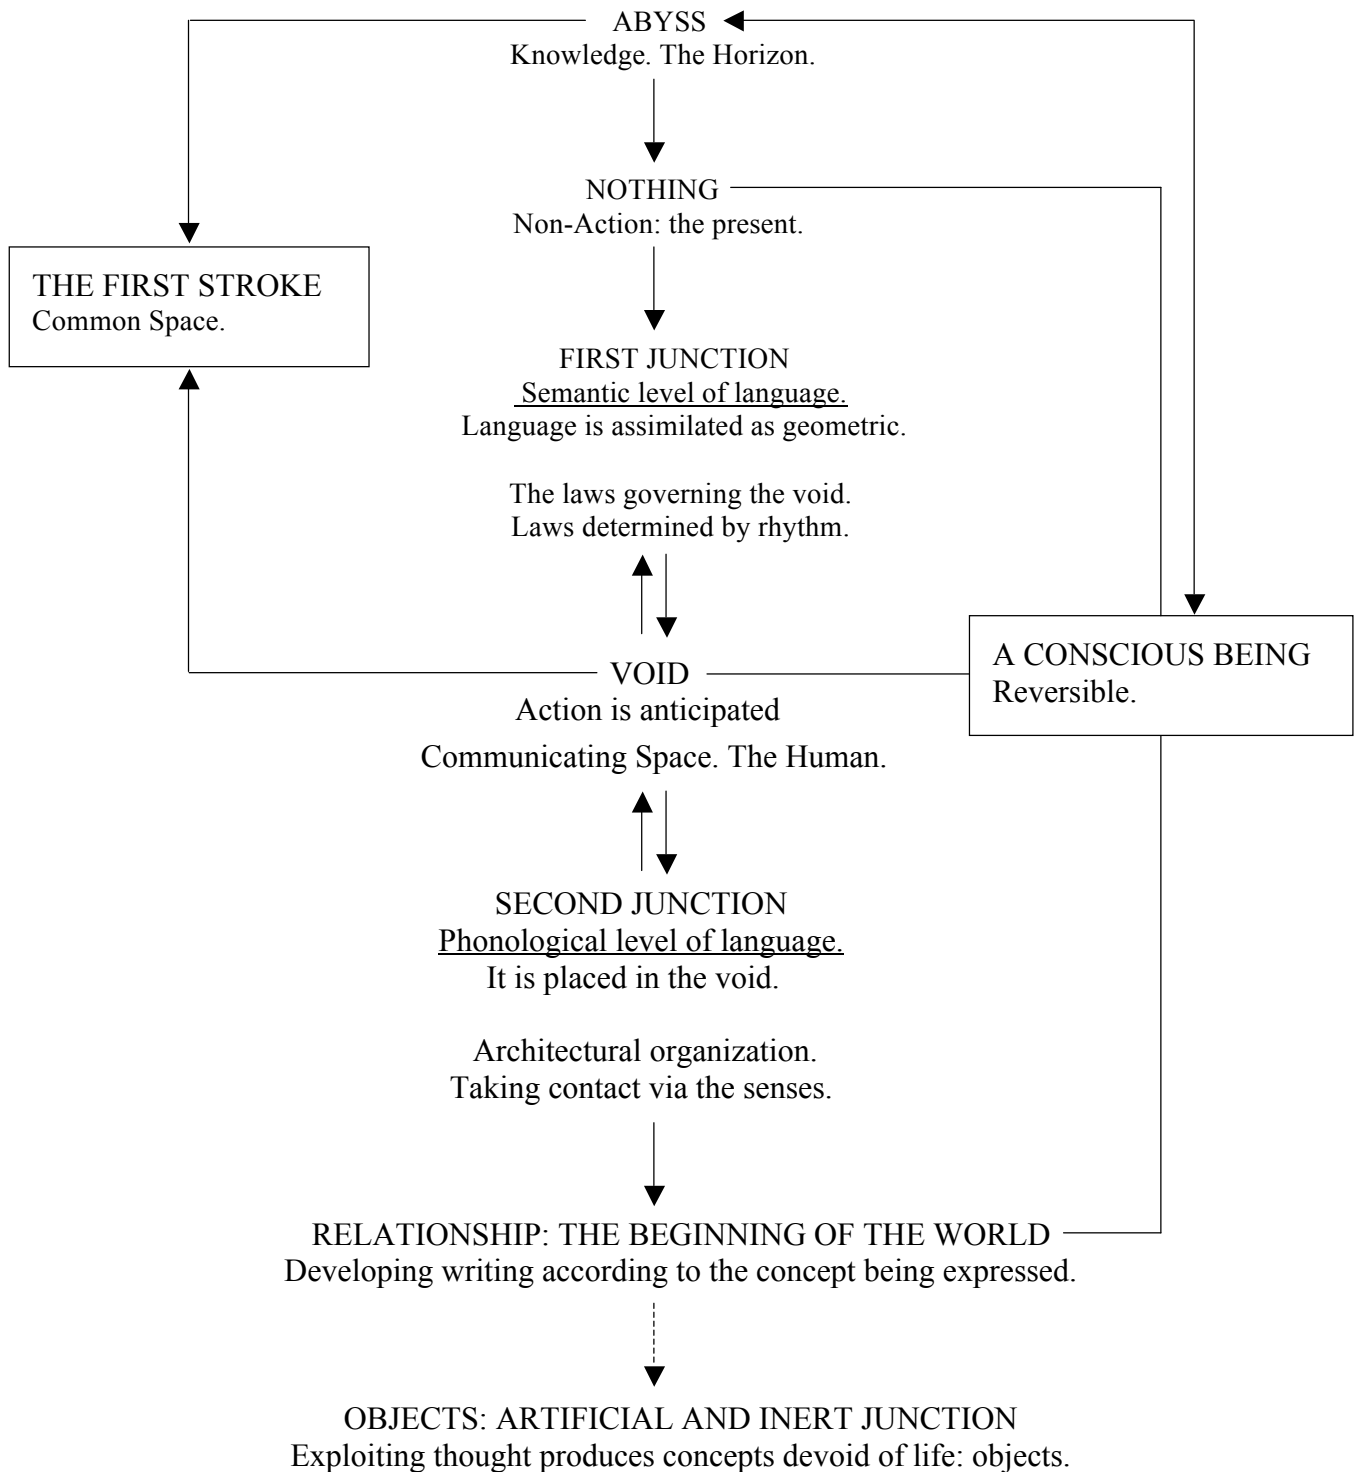 ABYSS
Knowledge. The Horizon.
NOTHING
Non-Action: the present.
THE FIRST STROKE
Common Space.
FIRST JUNCTION
Semantic level of language.
Language is assimilated as geometric.
The laws governing the void.
Laws determined by rhythm.
A CONSCIOUS BEING
Reversible.
VOID
Action is anticipated
Communicating Space. The Human.
SECOND JUNCTION
Phonological level of language.
It is placed in the void.
Architectural organization.
Taking contact via the senses.
RELATIONSHIP: THE BEGINNING OF THE WORLD
Developing writing according to the concept being expressed.
OBJECTS: ARTIFICIAL AND INERT JUNCTION
Exploiting thought produces concepts devoid of life: objects.